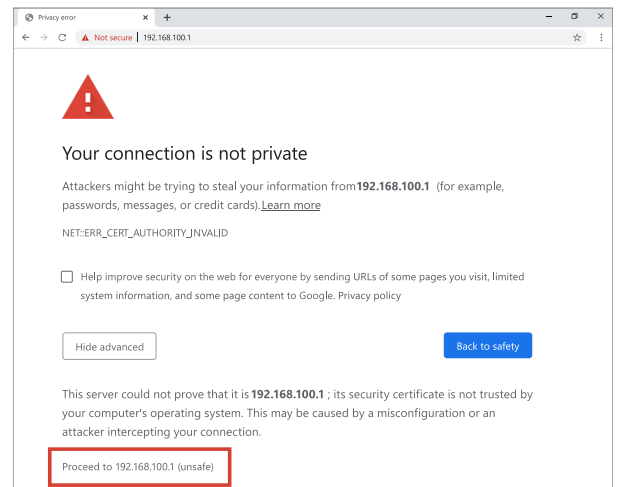 Privacy error
Not secure 192.168.100.1
Your connection is not private
Attackers might be trying to steal your information from192.168.100.1 (for example,
passwords, messages, or credit cards).Learn more
NET::ERR_CERT_AUTHORITY_INVALID
Help improve security on the web for everyone by sending URLs of some pages you visit, limited
system information, and some page content to Google. Privacy policy
Hide advanced Back to safety
This server could not prove that it is 192.168.100.1 ; its security certificate is not trusted by
your computer's operating system. This may be caused by a misconfiguration or an
attacker intercepting your connection.
Proceed to 192.168.100.1 (unsafe)